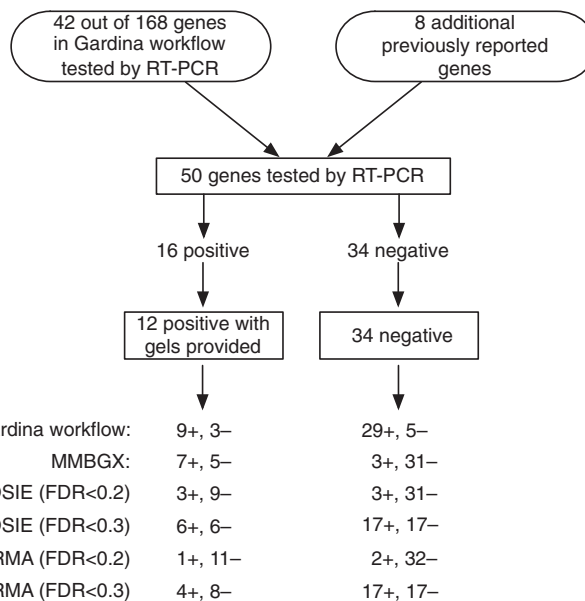 42 out of 168 genes
in Gardina workflow
tested by RT-PCR
8 additional
previously reported
genes
50 genes tested by RT-PCR
16 positive
34 negative
12 positive with
gels provided
34 negative
rdina workflow: 9+, 3– 29+, 5–
MMBGX: 7+, 5– 3+, 31–
OSIE (FDR<0.2) 3+, 9– 3+, 31–
OSIE (FDR<0.3) 6+, 6– 17+, 17–
RMA (FDR<0.2) 1+, 11– 2+, 32–
RMA (FDR<0.3) 4+, 8– 17+, 17–